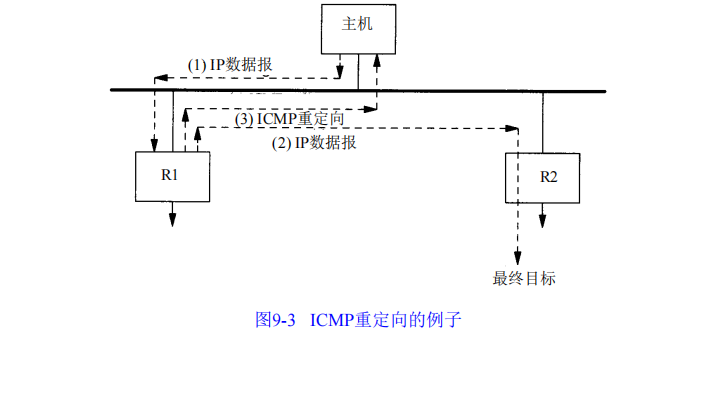 主机
(1) IP数据报
(3) ICMP重定向
(2) IP数据报
R1
R2
最终目标
图9-3 ICMP重定向的例子